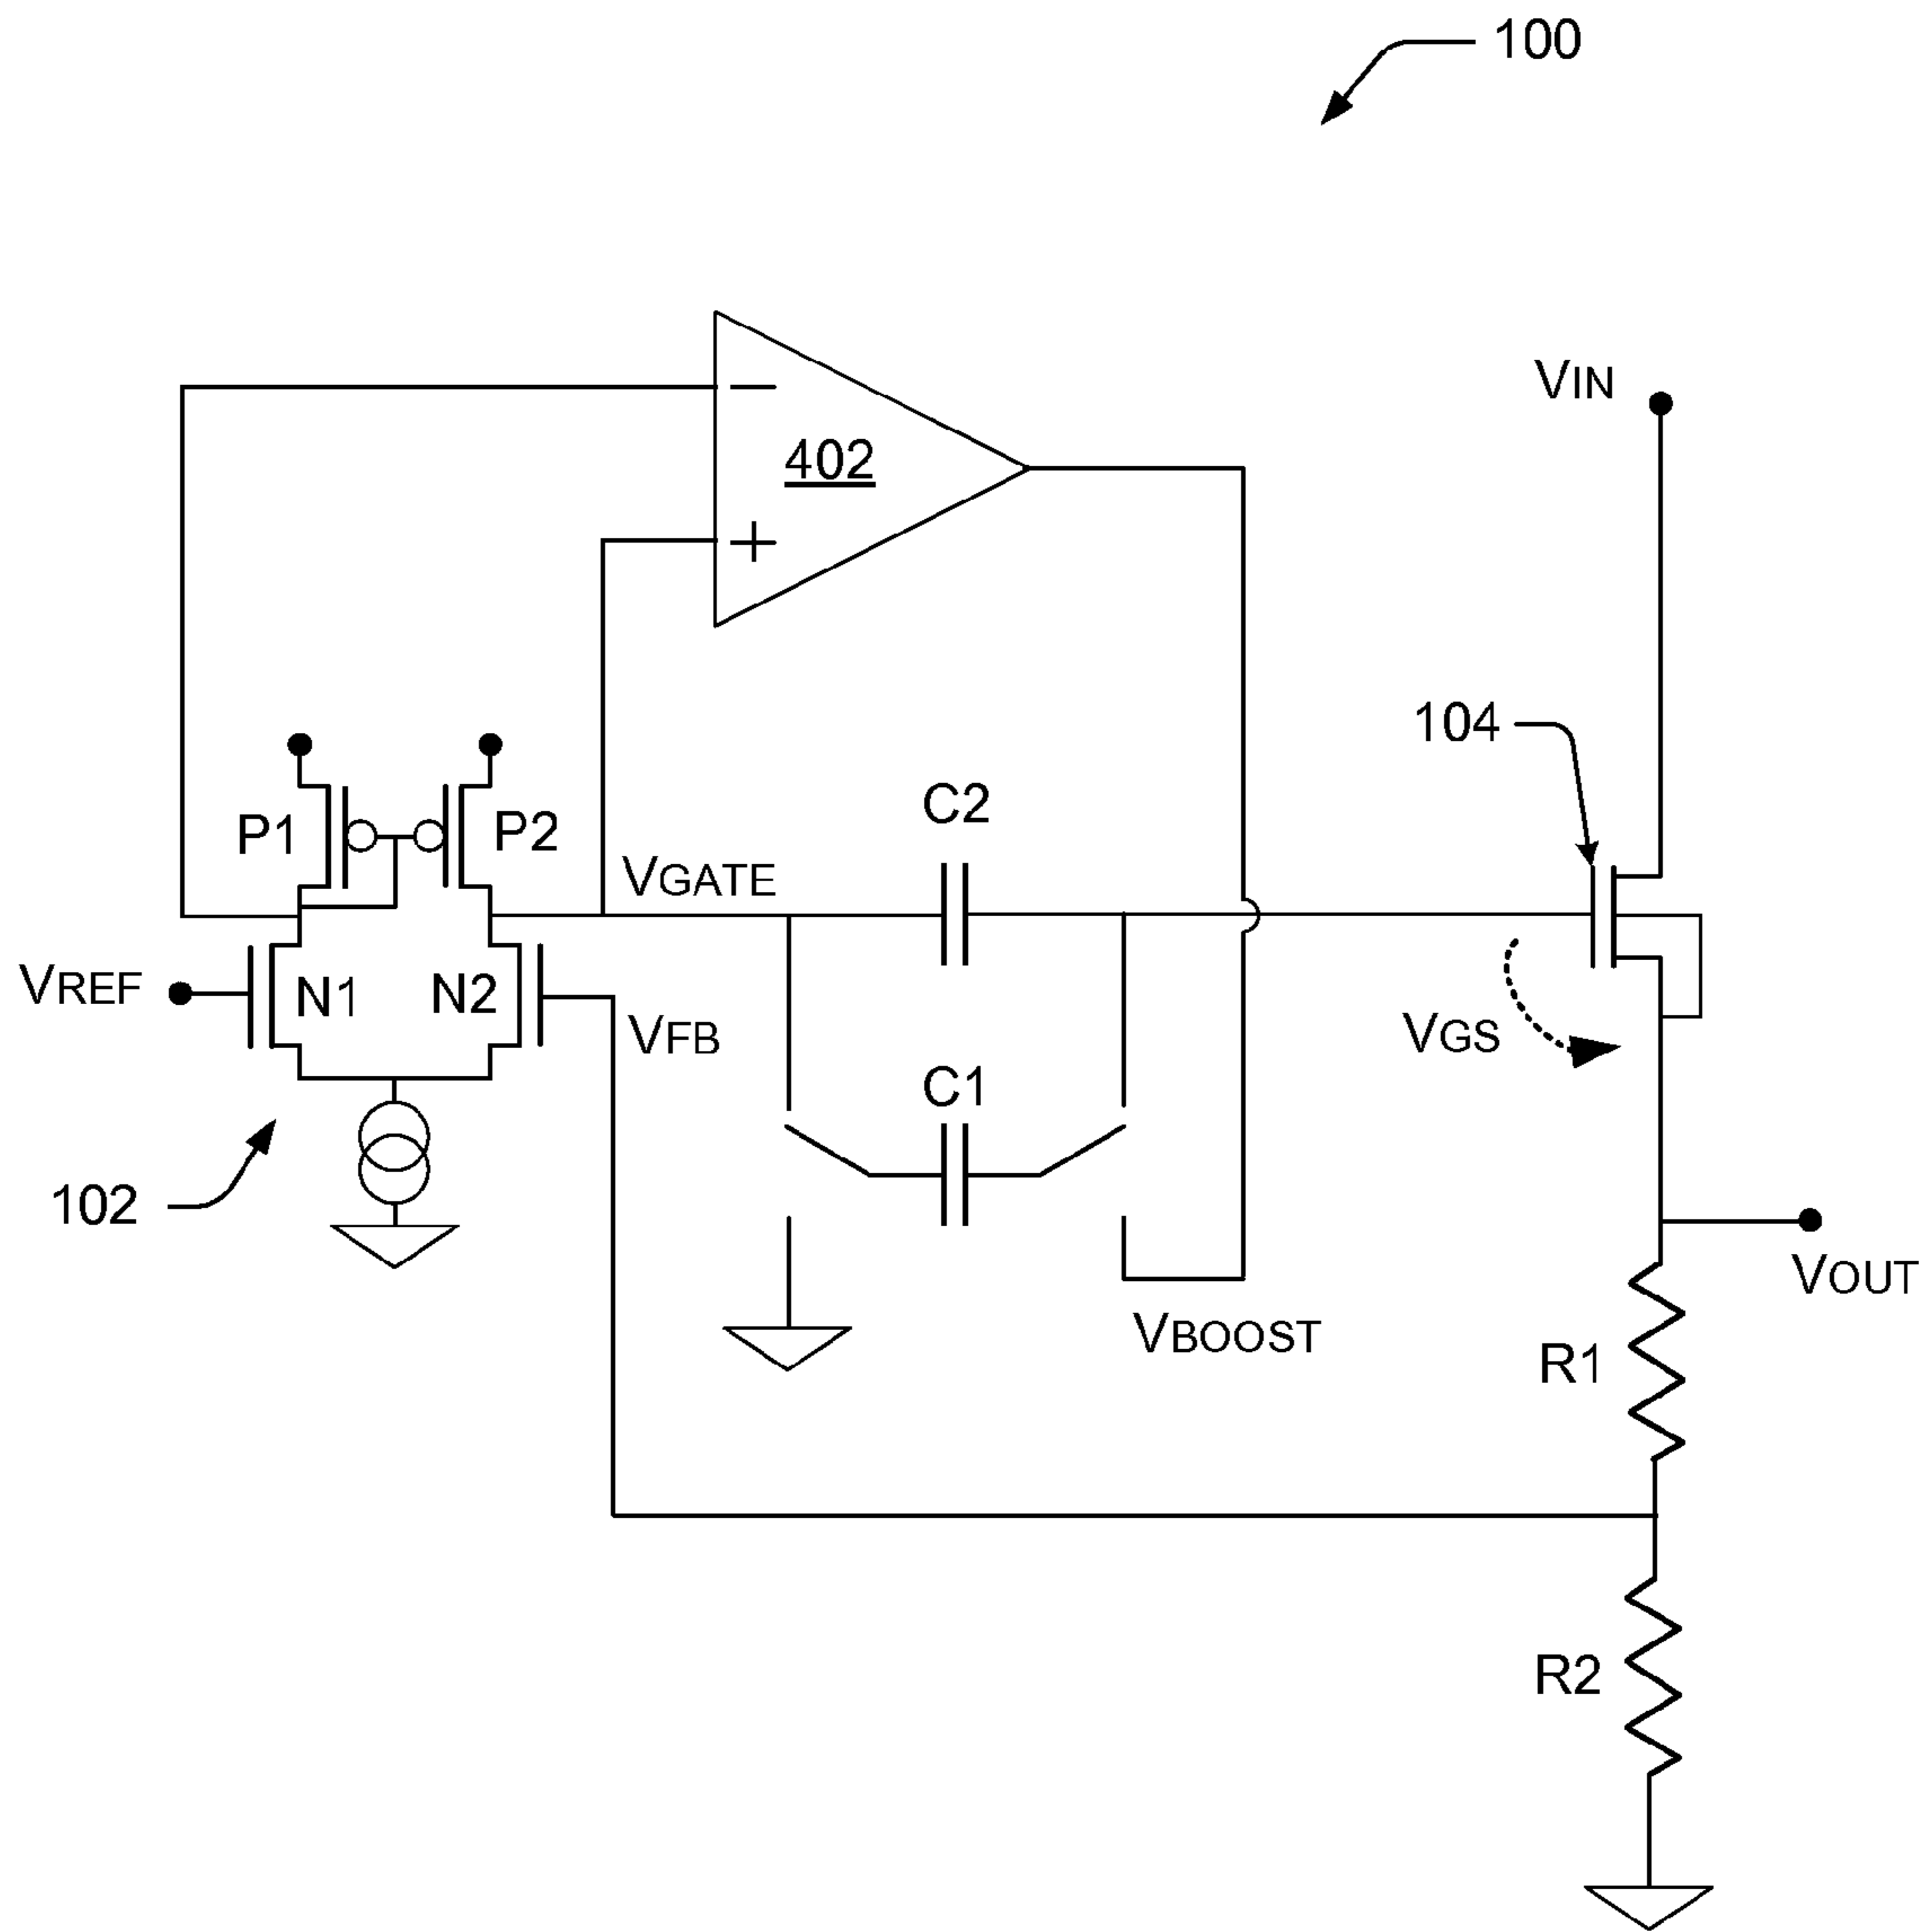 100
VIN
−
402
+
104
C2
P1
P2
VGATE
VREF
N1
N2
VFB
VGS
C1
102
VOUT
VBOOST
R1
R2